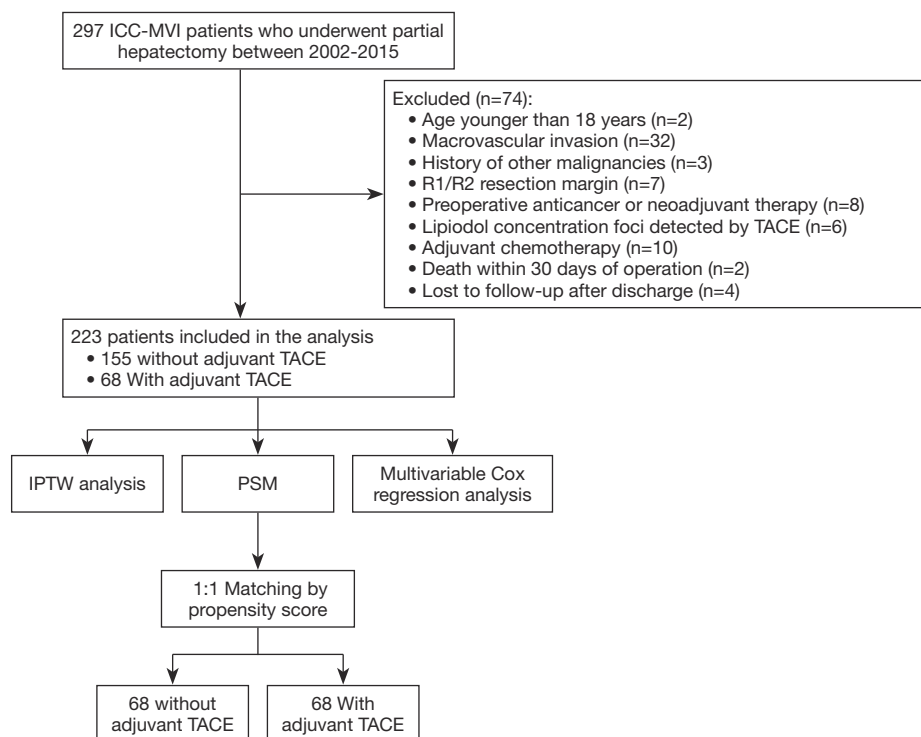 297 ICC-MVI patients who underwent partial
hepatectomy between 2002-2015
Excluded (n=74):
• Age younger than 18 years (n=2)
• Macrovascular invasion (n=32)
• History of other malignancies (n=3)
• R1/R2 resection margin (n=7)
• Preoperative anticancer or neoadjuvant therapy (n=8)
• Lipiodol concentration foci detected by TACE (n=6)
• Adjuvant chemotherapy (n=10)
• Death within 30 days of operation (n=2)
• Lost to follow-up after discharge (n=4)
223 patients included in the analysis
• 155 without adjuvant TACE
• 68 With adjuvant TACE
IPTW analysis
PSM
Multivariable Cox
regression analysis
1:1 Matching by
propensity score
68 without
adjuvant TACE
68 With
adjuvant TACE